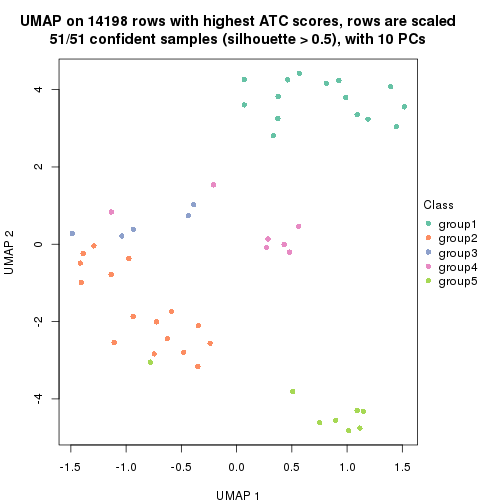 UMAP on 14198 rows with highest ATC scores, rows are scaled
51/51 confident samples (silhouette > 0.5), with 10 PCs
4
2
0
-2
-4
UMAP 2
-1.5 -1.0 -0.5 0.0 0.5 1.0 1.5
UMAP 1
Class
group1
group2
group3
group4
group5